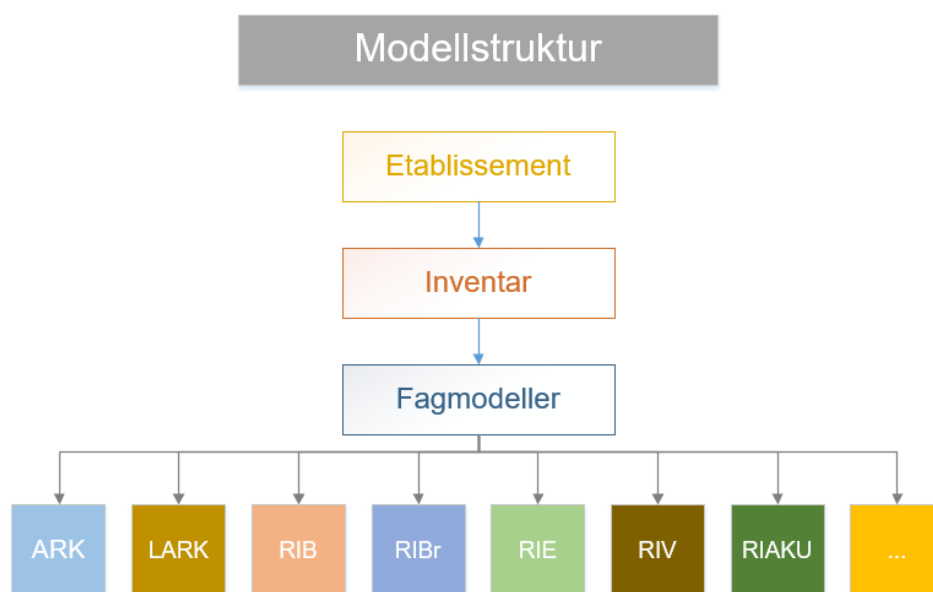 Modellstruktur
Etablissement
Inventar
Fagmodeller
ARK
LARK
RIB
RIBr
RIE
RIV
RIAKU
...